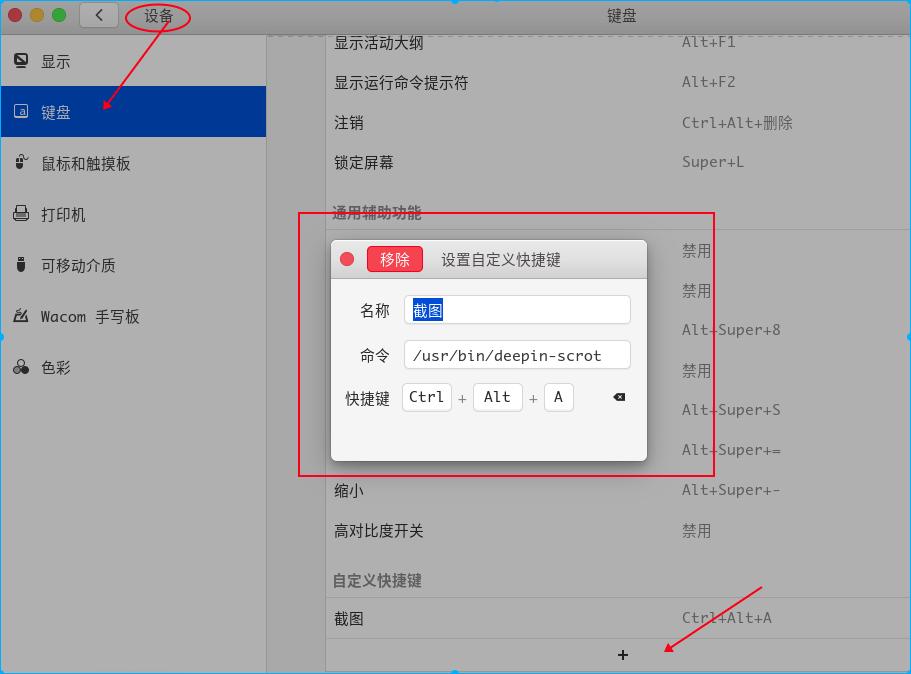 设备
键盘
显示
键盘
鼠标和触摸板
打印机
可移动介质
Wacom 手写板
色彩
显示活动大纲 Alt+F1
显示运行命令提示符 Alt+F2
注销 Ctrl+Alt+删除
锁定屏幕 Super+L
通用辅助功能
禁用
禁用
Alt+Super+8
禁用
Alt+Super+S
Alt+Super+=
移除 设置自定义快捷键
名称 截图
命令 /usr/bin/deepin-scrot
快捷键 Ctrl + Alt + A
缩小 Alt+Super+-
高对比度开关 禁用
自定义快捷键
截图 Ctrl+Alt+A
+